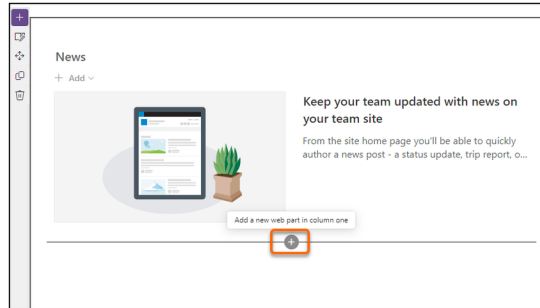 News
+ Add
Keep your team updated with news on
your team site
From the site home page you'll be able to quickly
author a news post - a status update, trip report, o...
Add a new web part in column one